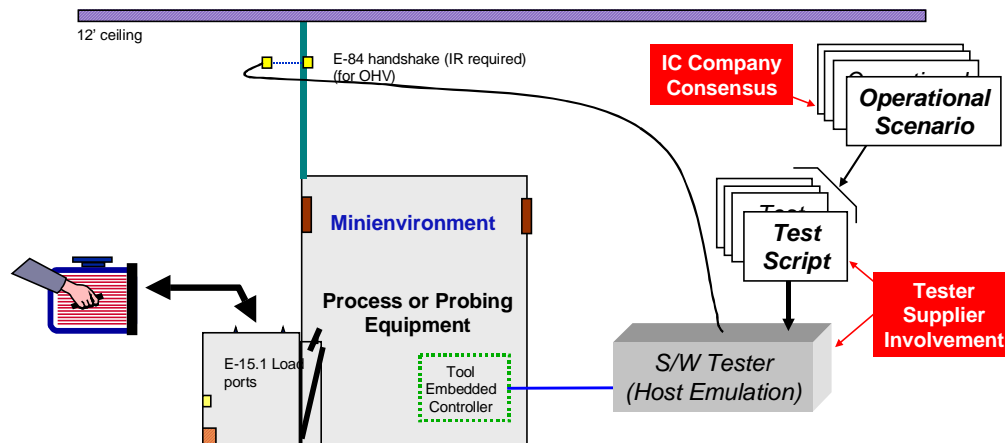 12' ceiling
E-84 handshake (IR required)
(for OHV)
IC Company
Consensus
Operational
Scenario
Test
Test
Script
Minienvironment
Process or Probing
Equipment
Tester
Supplier
Involvement
E-15.1 Load
ports
Tool
Embedded
Controller
S/W Tester
(Host Emulation)